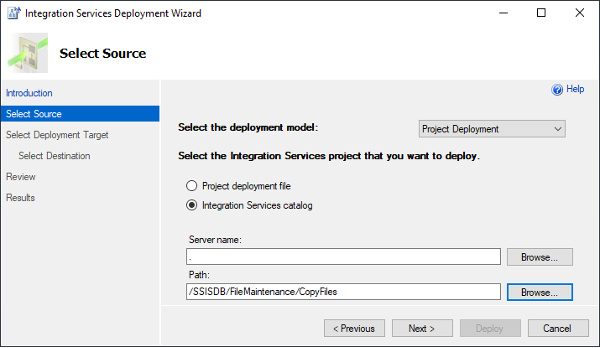 Integration Services Deployment Wizard
Select Source
Help
Introduction
Select Source
Select Deployment Target
Select Destination
Review
Results
Select the deployment model:
Project Deployment
Select the Integration Services project that you want to deploy.
Project deployment file
Integration Services catalog
Server name:
.
Browse...
Path:
/SSISDB/FileMaintenance/CopyFiles
Browse...
< Previous
Next >
Deploy
Cancel